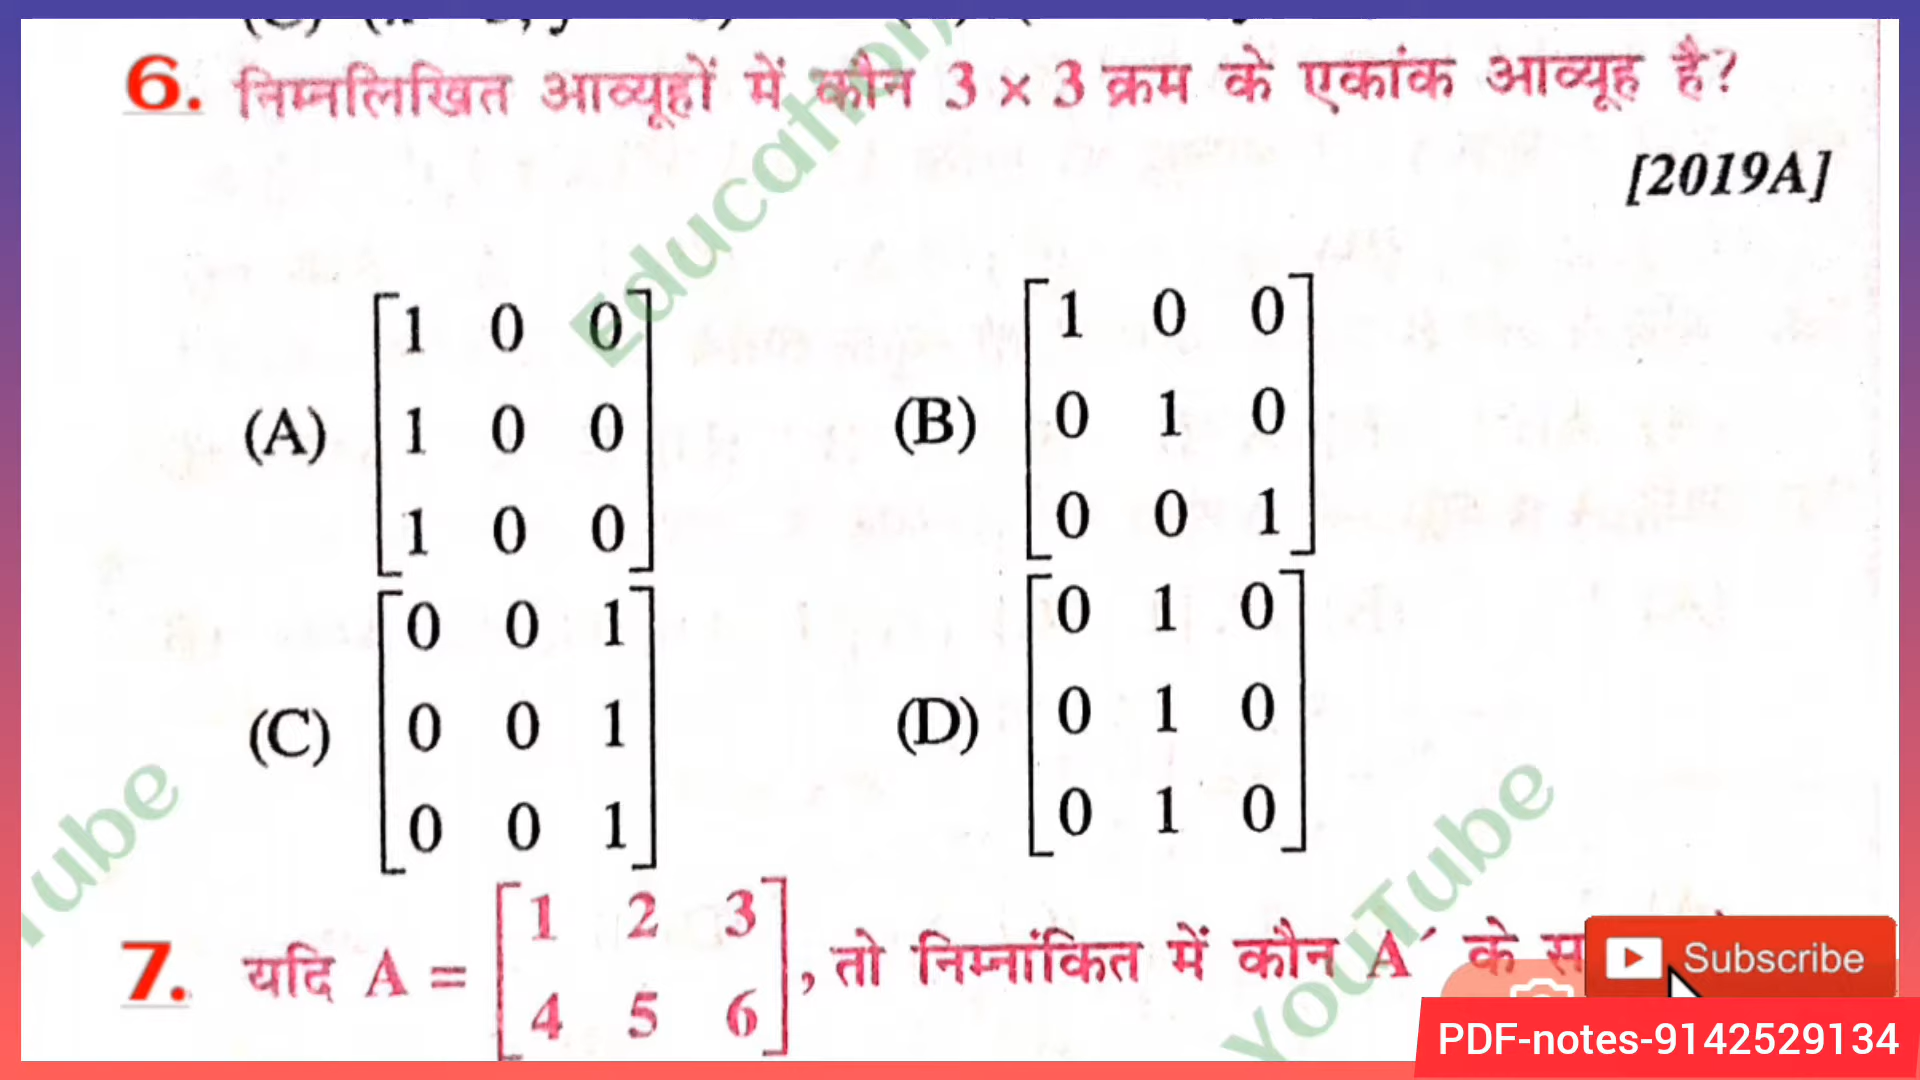 6. निम्नलिखित आव्यूहों में कौन 3 × 3 क्रम के एकांक आव्यूह है?
[2019A]
(A) [1 0 0
1 0 0
1 0 0]
(B) [1 0 0
0 1 0
0 0 1]
(C) [0 0 1
0 0 1
0 0 1]
(D) [0 1 0
0 1 0
0 1 0]
7. यदि A = [1 2 3
4 5 6], तो निम्नांकित में कौन A′ के
Education
YouTube
Subscribe
PDF-notes-9142529134